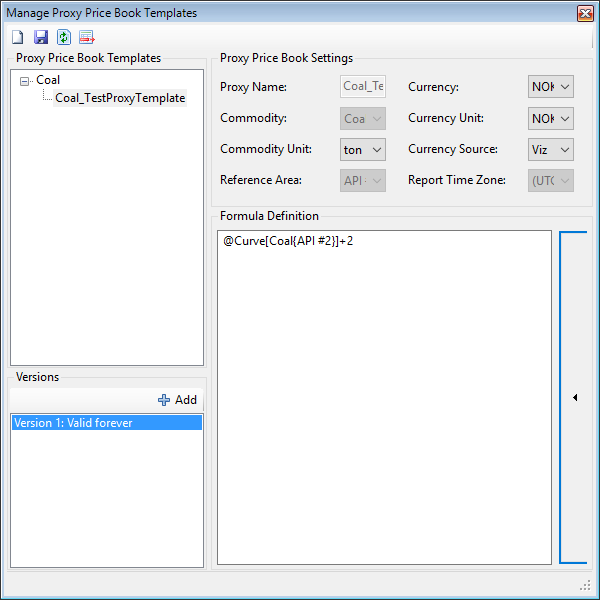 Manage Proxy Price Book Templates
Proxy Price Book Templates
Coal
Coal_TestProxyTemplate
Versions
Add
Version 1: Valid forever
Proxy Price Book Settings
Proxy Name: Coal_Te Currency: NOK
Commodity: Coa Currency Unit: NOK
Commodity Unit: ton Currency Source: Viz
Reference Area: API Report Time Zone: (UTC
Formula Definition
@Curve[Coal{API #2}]+2